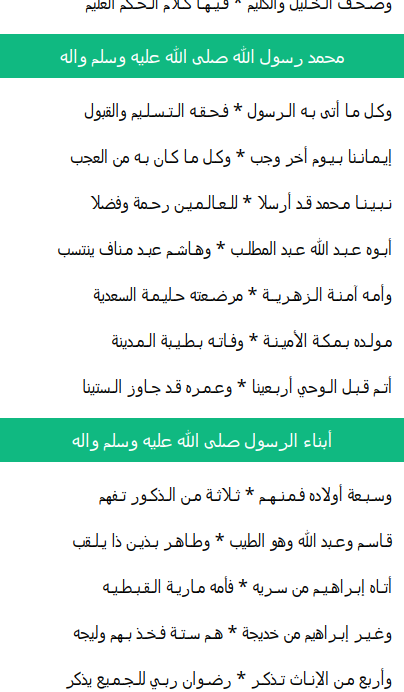 وصحف الخليل والكليم * فيها كلام الحكم العليم
محمد رسول الله صلى الله عليه وسلم واله
وكل ما أتى به الرسول * فحقه التسليم والقبول
إيماننا بيوم أخر وجب * وكل ما كان به من العجب
نبينا محمد قد أرسلا * للعالمين رحمة وفضلا
أبوه عبد الله عبد المطلب * وهاشم عبد مناف ينتسب
وأمه آمنة الزهرية * مرضعته حليمة السعدية
مولده بمكة الأمينة * وفاته بطيبة المدينة
أتم قبل الوحي أربعينا * وعمره قد جاوز الستينا
أبناء الرسول صلى الله عليه وسلم واله
وسبعة أولاده فمنهم * ثلاثة من الذكور تفهم
قاسم وعبد الله وهو الطيب * وطاهر بذين ذا يلقب
أتاه إبراهيم من سريه * فأمه مارية القبطيه
وغير إبراهيم من خديجة * هم ستة فخذ بهم وليجه
وأربع من الإناث تذكر * رضوان ربي للجميع يذكر